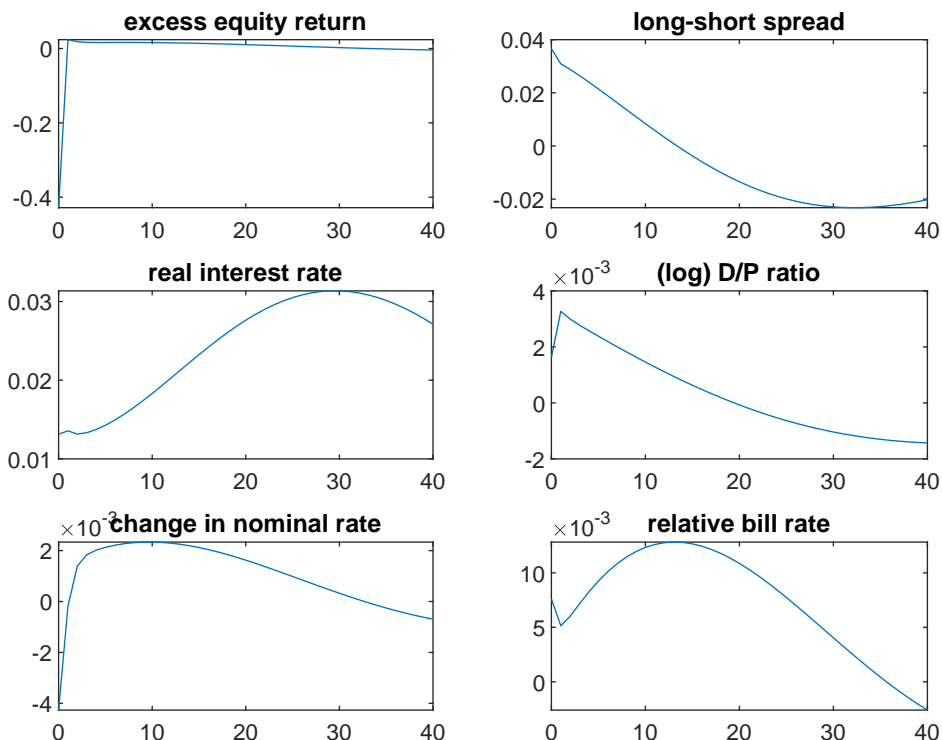 excess equity return
0
-0.2
-0.4
0 10 20 30 40
long-short spread
0.04
0.02
0
-0.02
0 10 20 30 40
real interest rate
0.03
0.02
0.01
0 10 20 30 40
(log) D/P ratio
×10-3
4
2
0
-2
0 10 20 30 40
change in nominal rate
×10-3
2
0
-2
-4
0 10 20 30 40
relative bill rate
×10-3
10
5
0
0 10 20 30 40